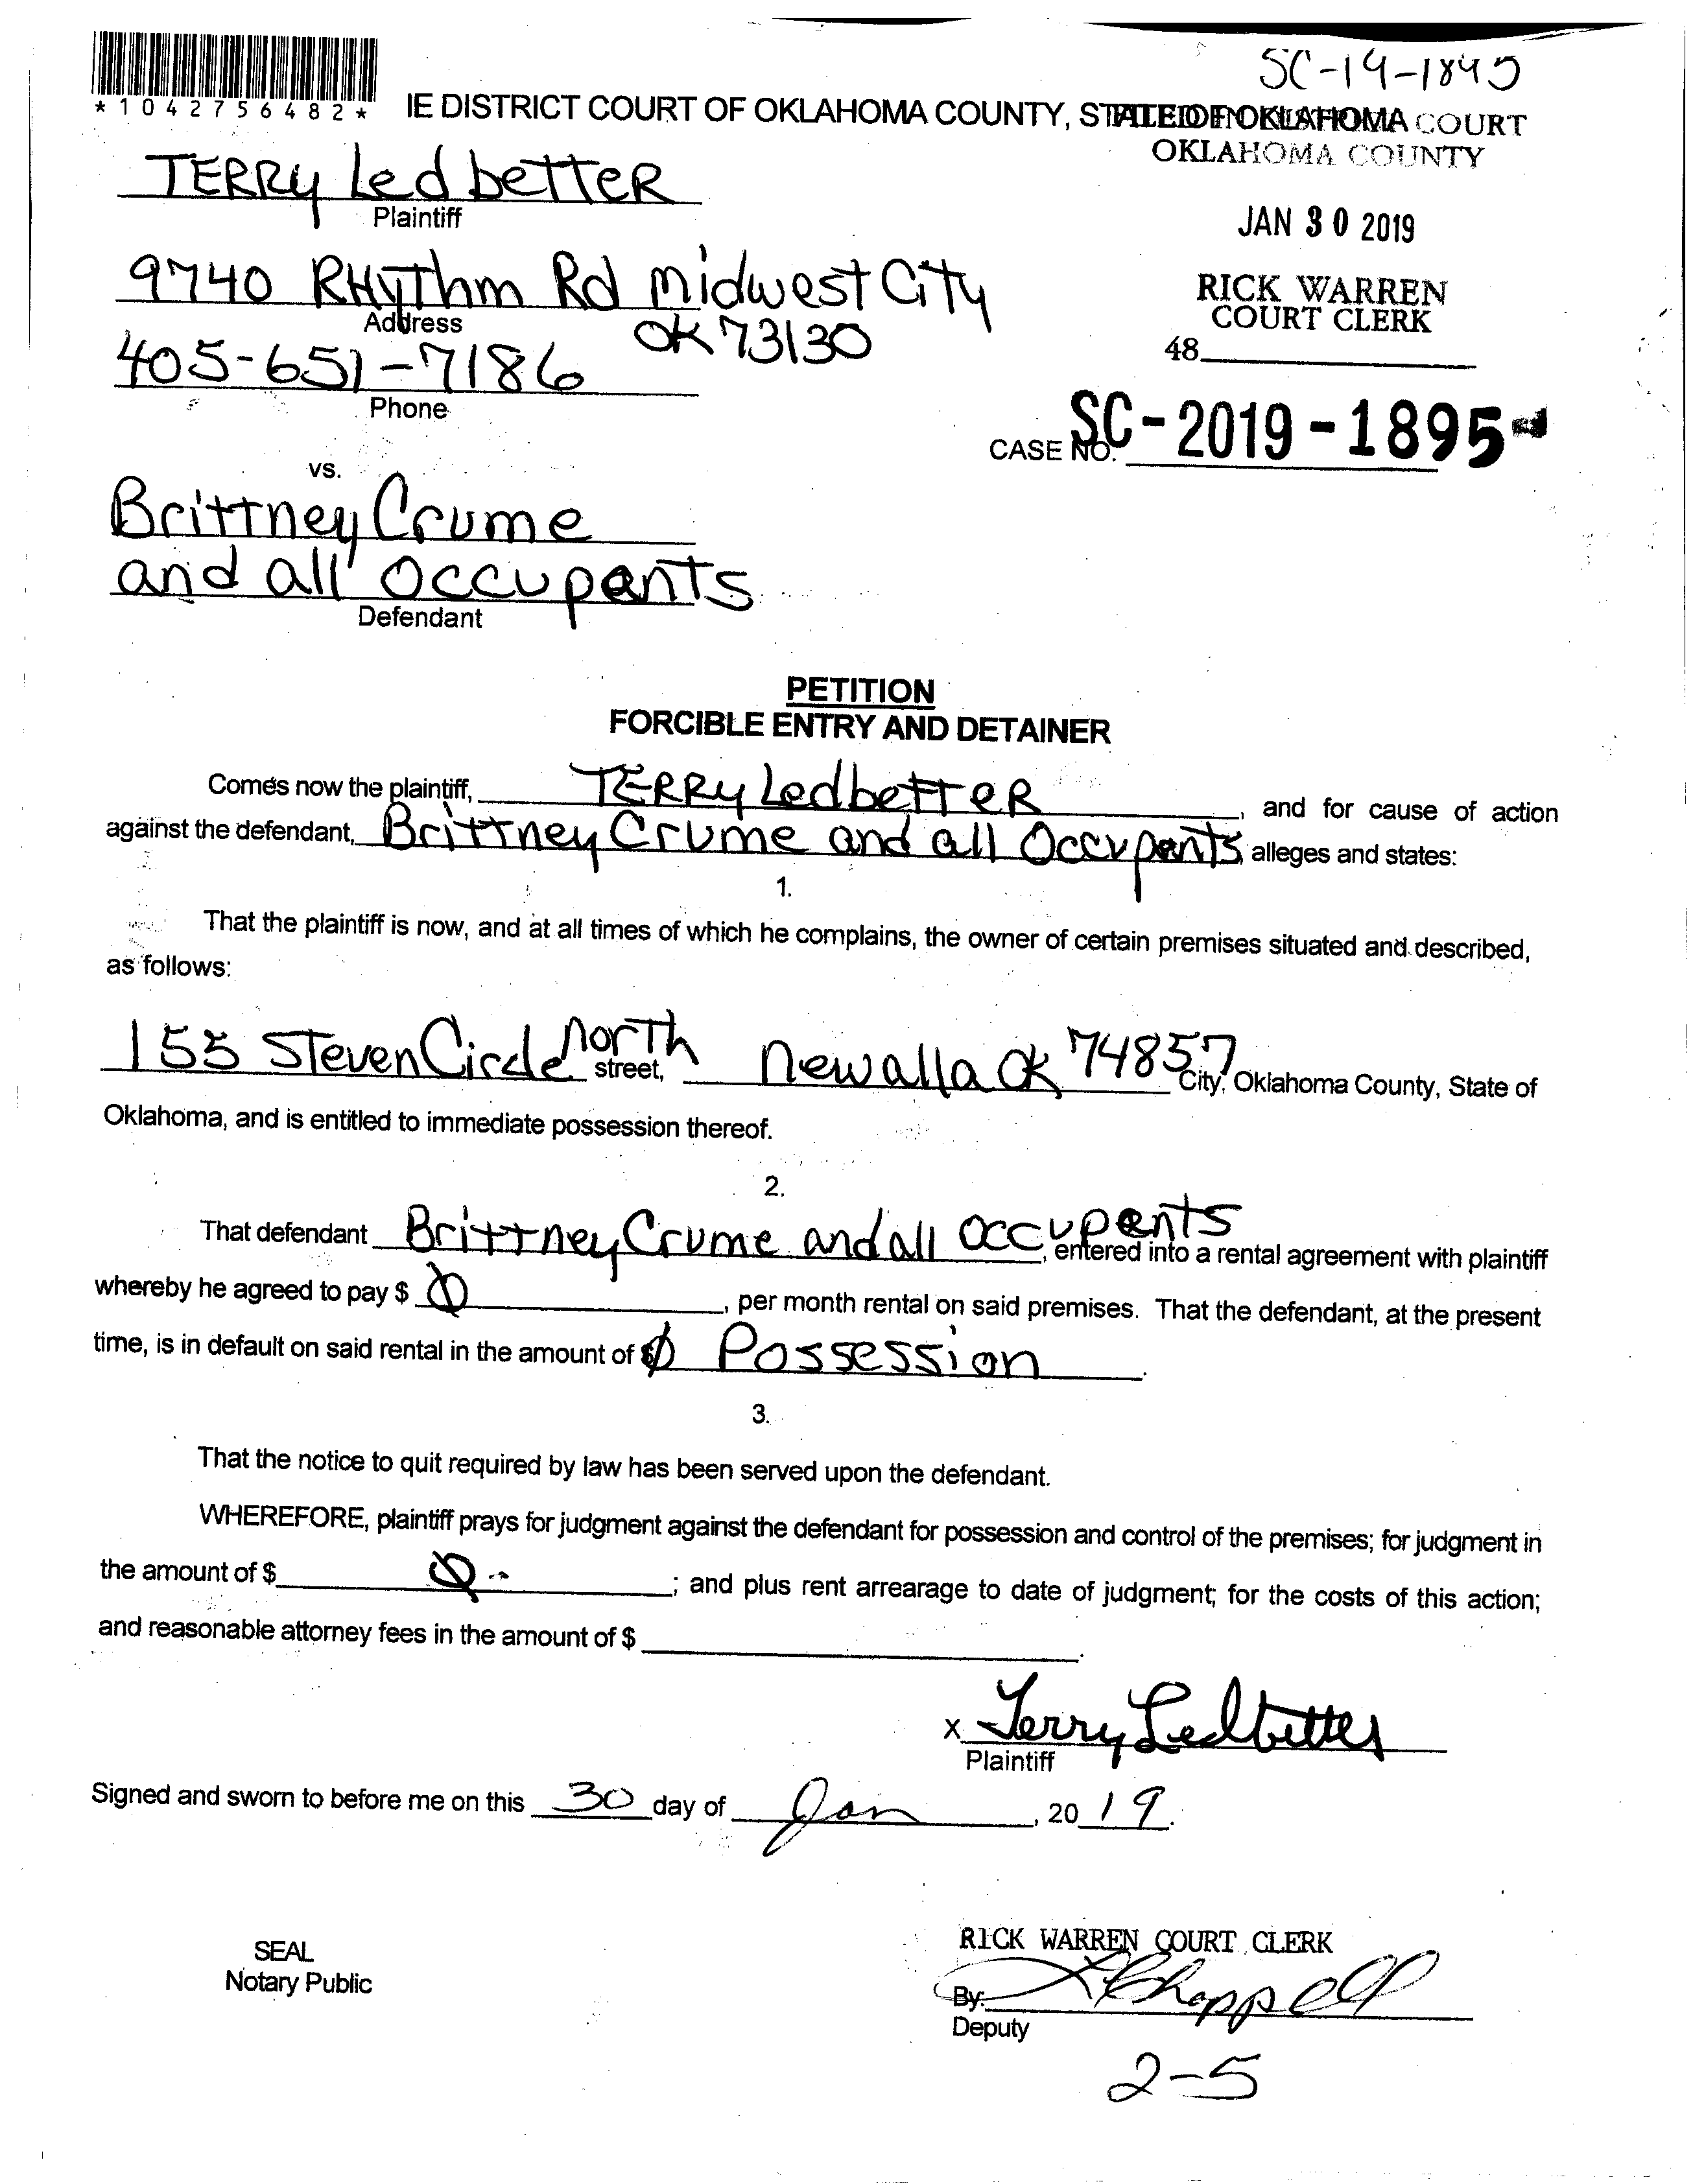 SC-19-1895
*1042756482*
IE DISTRICT COURT OF OKLAHOMA COUNTY, STATE OF OKLAHOMA
FILED IN DISTRICT COURT
OKLAHOMA COUNTY
TERRY Ledbetter
Plaintiff
JAN 30 2019
9740 RHyThm Rd Midwest City
Address
OK 73130
RICK WARREN
COURT CLERK
405-651-7186
Phone
48
CASE NO. SC-2019-1895
vs.
Brittney Crume
and all Occupants
Defendant
PETITION
FORCIBLE ENTRY AND DETAINER
Comes now the plaintiff, TERRY Ledbetter, and for cause of action
against the defendant, Brittney Crume and all Occupants, alleges and states:
1.
That the plaintiff is now, and at all times of which he complains, the owner of certain premises situated and described,
as follows:
155 Steven Circle North street, Newalla OK 74857 City, Oklahoma County, State of
Oklahoma, and is entitled to immediate possession thereof.
2.
That defendant Brittney Crume and all Occupants, entered into a rental agreement with plaintiff
whereby he agreed to pay $ 0, per month rental on said premises. That the defendant, at the present
time, is in default on said rental in the amount of $ 0 Possession.
3.
That the notice to quit required by law has been served upon the defendant.
WHEREFORE, plaintiff prays for judgment against the defendant for possession and control of the premises; for judgment in
the amount of $ 0; and plus rent arrearage to date of judgment; for the costs of this action;
and reasonable attorney fees in the amount of $.
X Terry Ledbetter
Plaintiff
Signed and sworn to before me on this 30 day of Jan, 2019.
SEAL
Notary Public
RICK WARREN COURT CLERK
By: L Chappell
Deputy
2-5